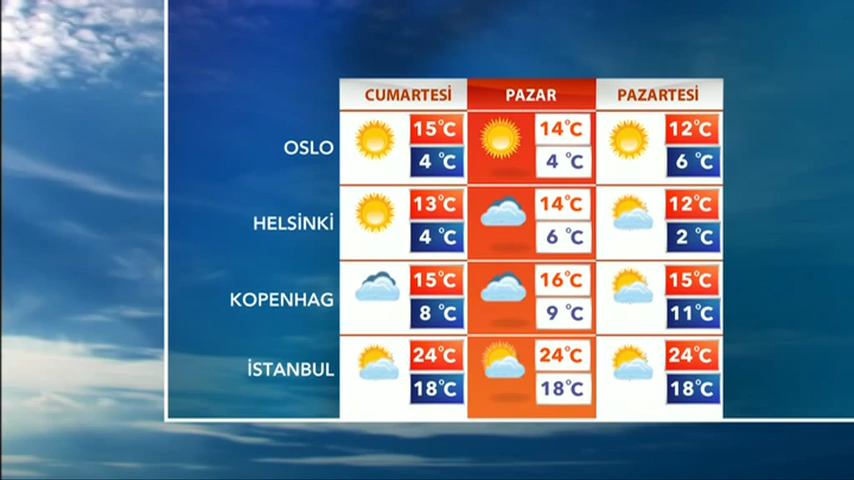 CUMARTESİ PAZAR PAZARTESİ
OSLO 15°C 14°C 12°C
4 °C 4 °C 6 °C
HELSİNKİ 13°C 14°C 12°C
4 °C 6 °C 2 °C
KOPENHAG 15°C 16°C 15°C
8 °C 9 °C 11°C
İSTANBUL 24°C 24°C 24°C
18°C 18°C 18°C